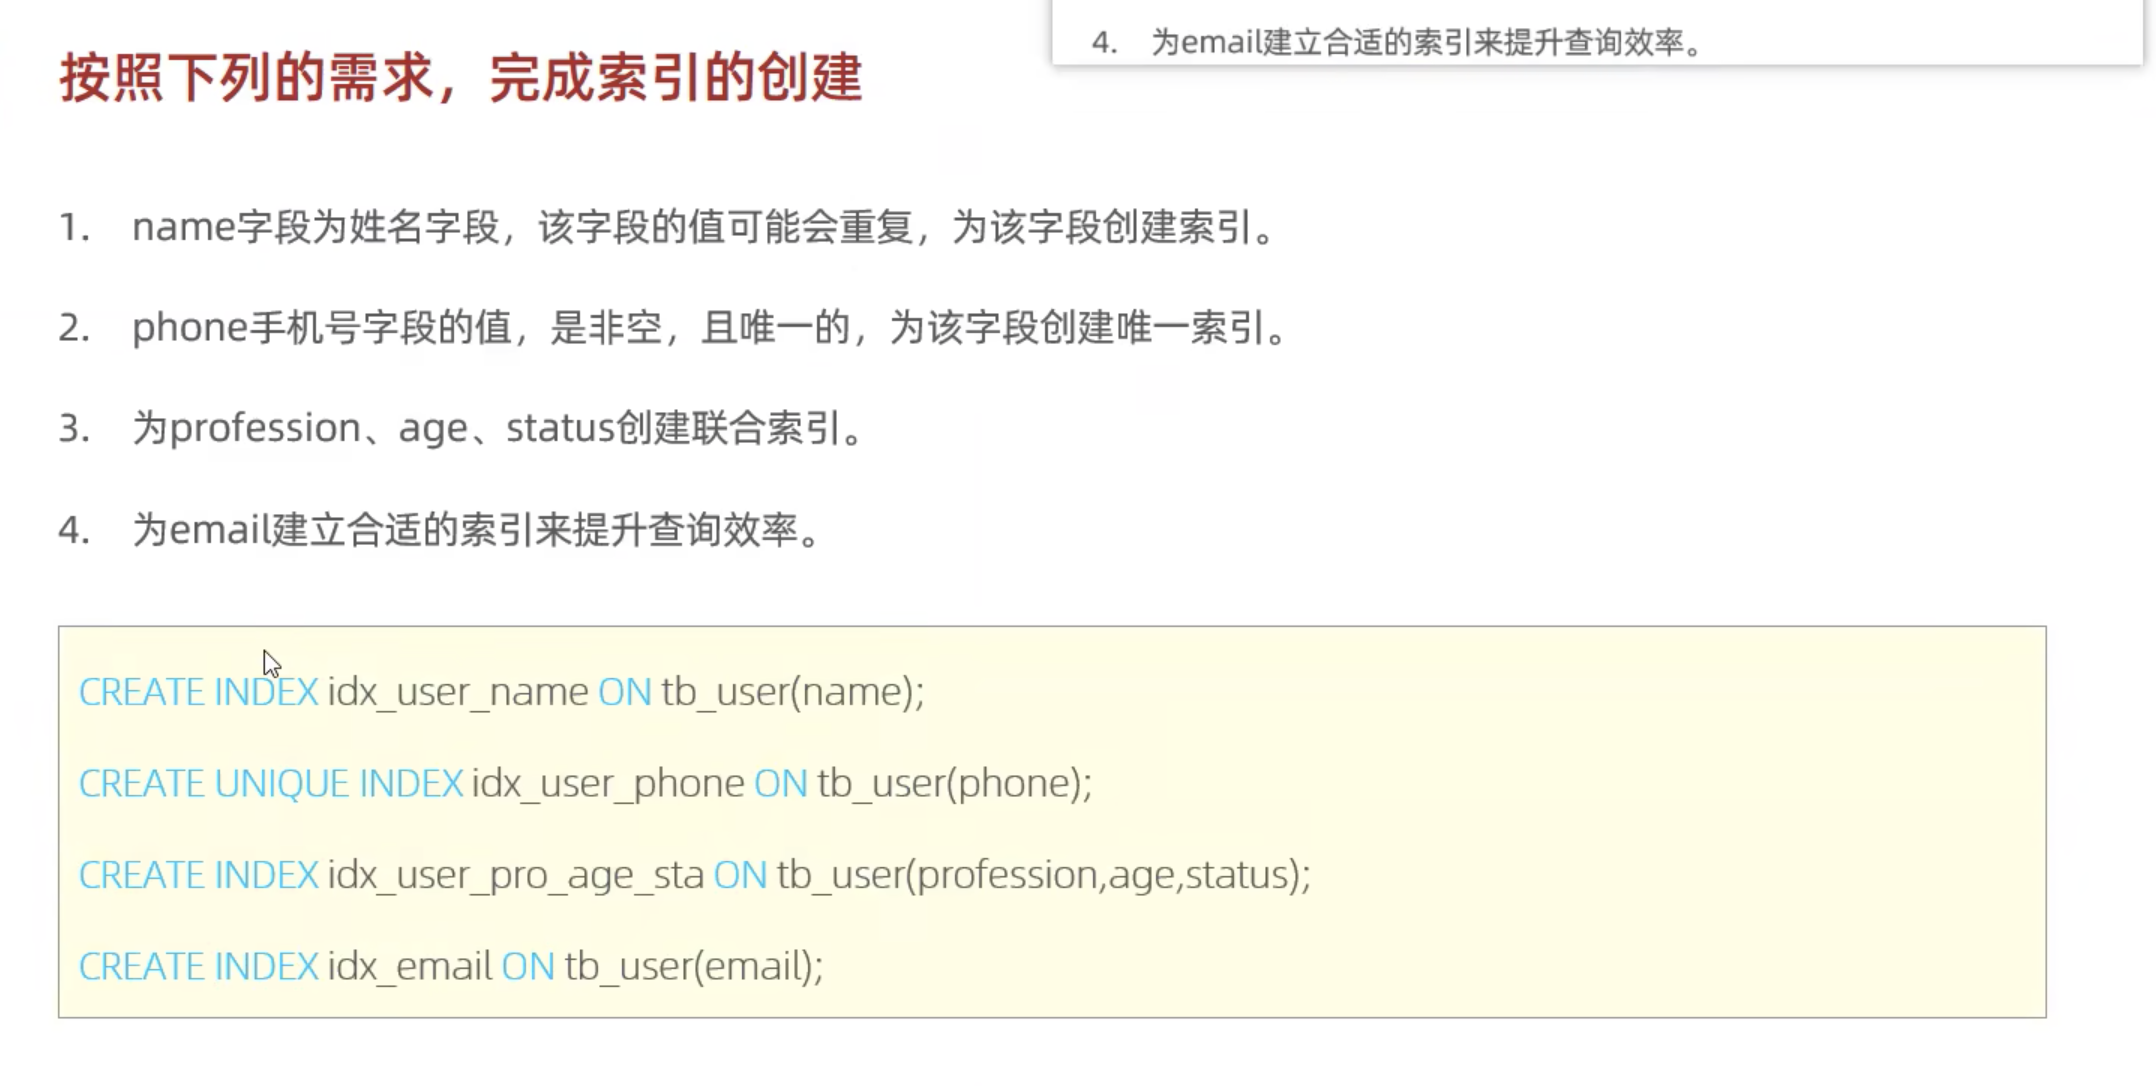 4. 为email建立合适的索引来提升查询效率。
按照下列的需求，完成索引的创建
1. name字段为姓名字段，该字段的值可能会重复，为该字段创建索引。
2. phone手机号字段的值，是非空，且唯一的，为该字段创建唯一索引。
3. 为profession、age、status创建联合索引。
4. 为email建立合适的索引来提升查询效率。
CREATE INDEX idx_user_name ON tb_user(name);
CREATE UNIQUE INDEX idx_user_phone ON tb_user(phone);
CREATE INDEX idx_user_pro_age_sta ON tb_user(profession,age,status);
CREATE INDEX idx_email ON tb_user(email);